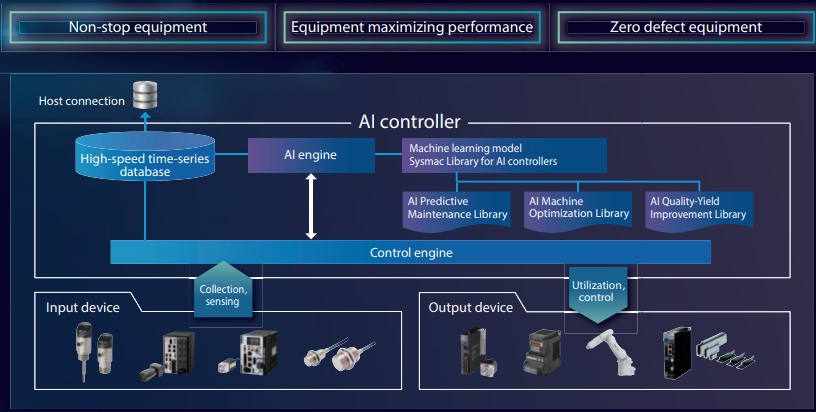 Non-stop equipment
Equipment maximizing performance
Zero defect equipment
Host connection
AI controller
High-speed time-series
database
AI engine
Machine learning model
Sysmac Library for AI controllers
AI Predictive
Maintenance Library
AI Machine
Optimization Library
AI Quality-Yield
Improvement Library
Control engine
Collection,
sensing
Utilization,
control
Input device
Output device